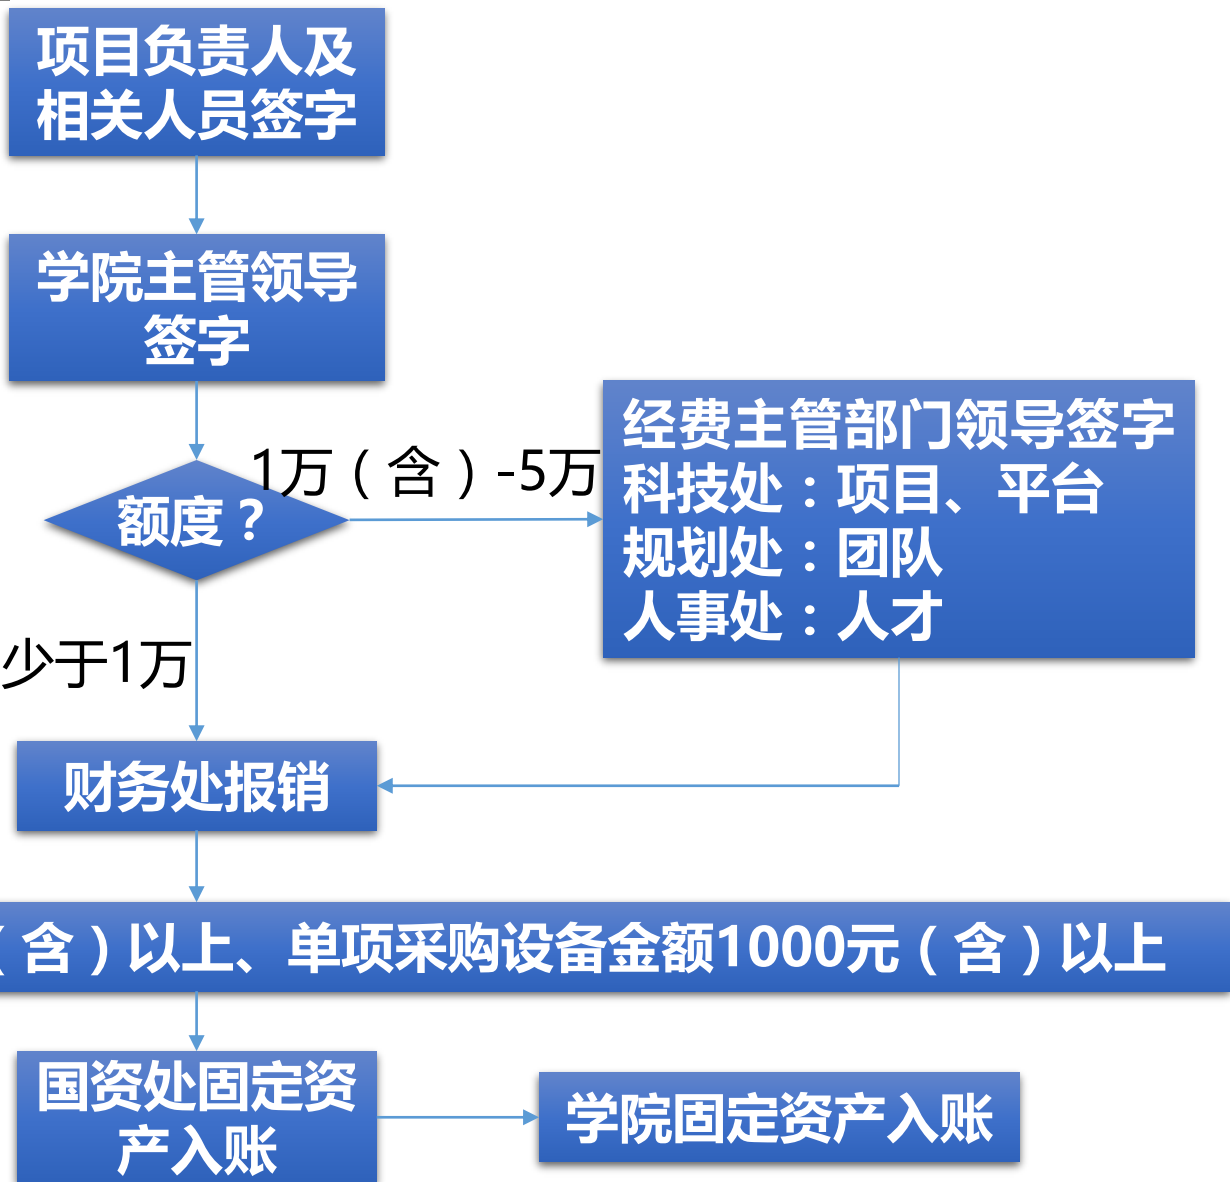 项目负责人及
相关人员签字
学院主管领导
签字
额度？
1万（含）-5万
经费主管部门领导签字
科技处：项目、平台
规划处：团队
人事处：人才
少于1万
财务处报销
（含）以上、单项采购设备金额1000元（含）以上
国资处固定资
产入账
学院固定资产入账